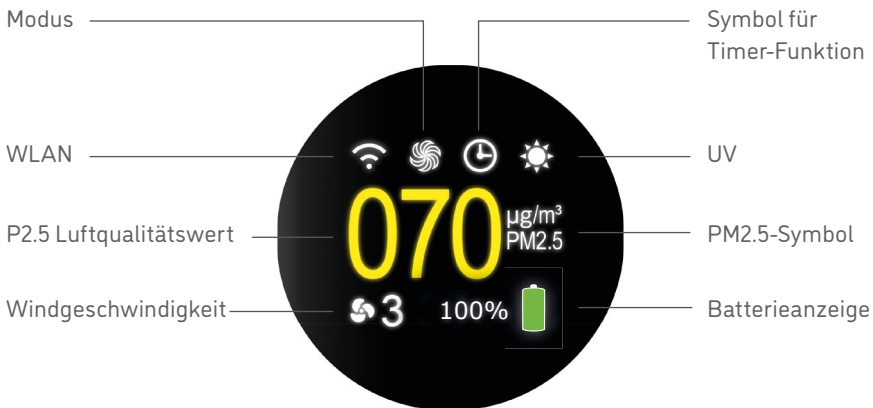 Modus
Symbol für
Timer-Funktion
WLAN
UV
P2.5 Luftqualitätswert
070
µg/m³
PM2.5
PM2.5-Symbol
Windgeschwindigkeit
3
100%
Batterieanzeige